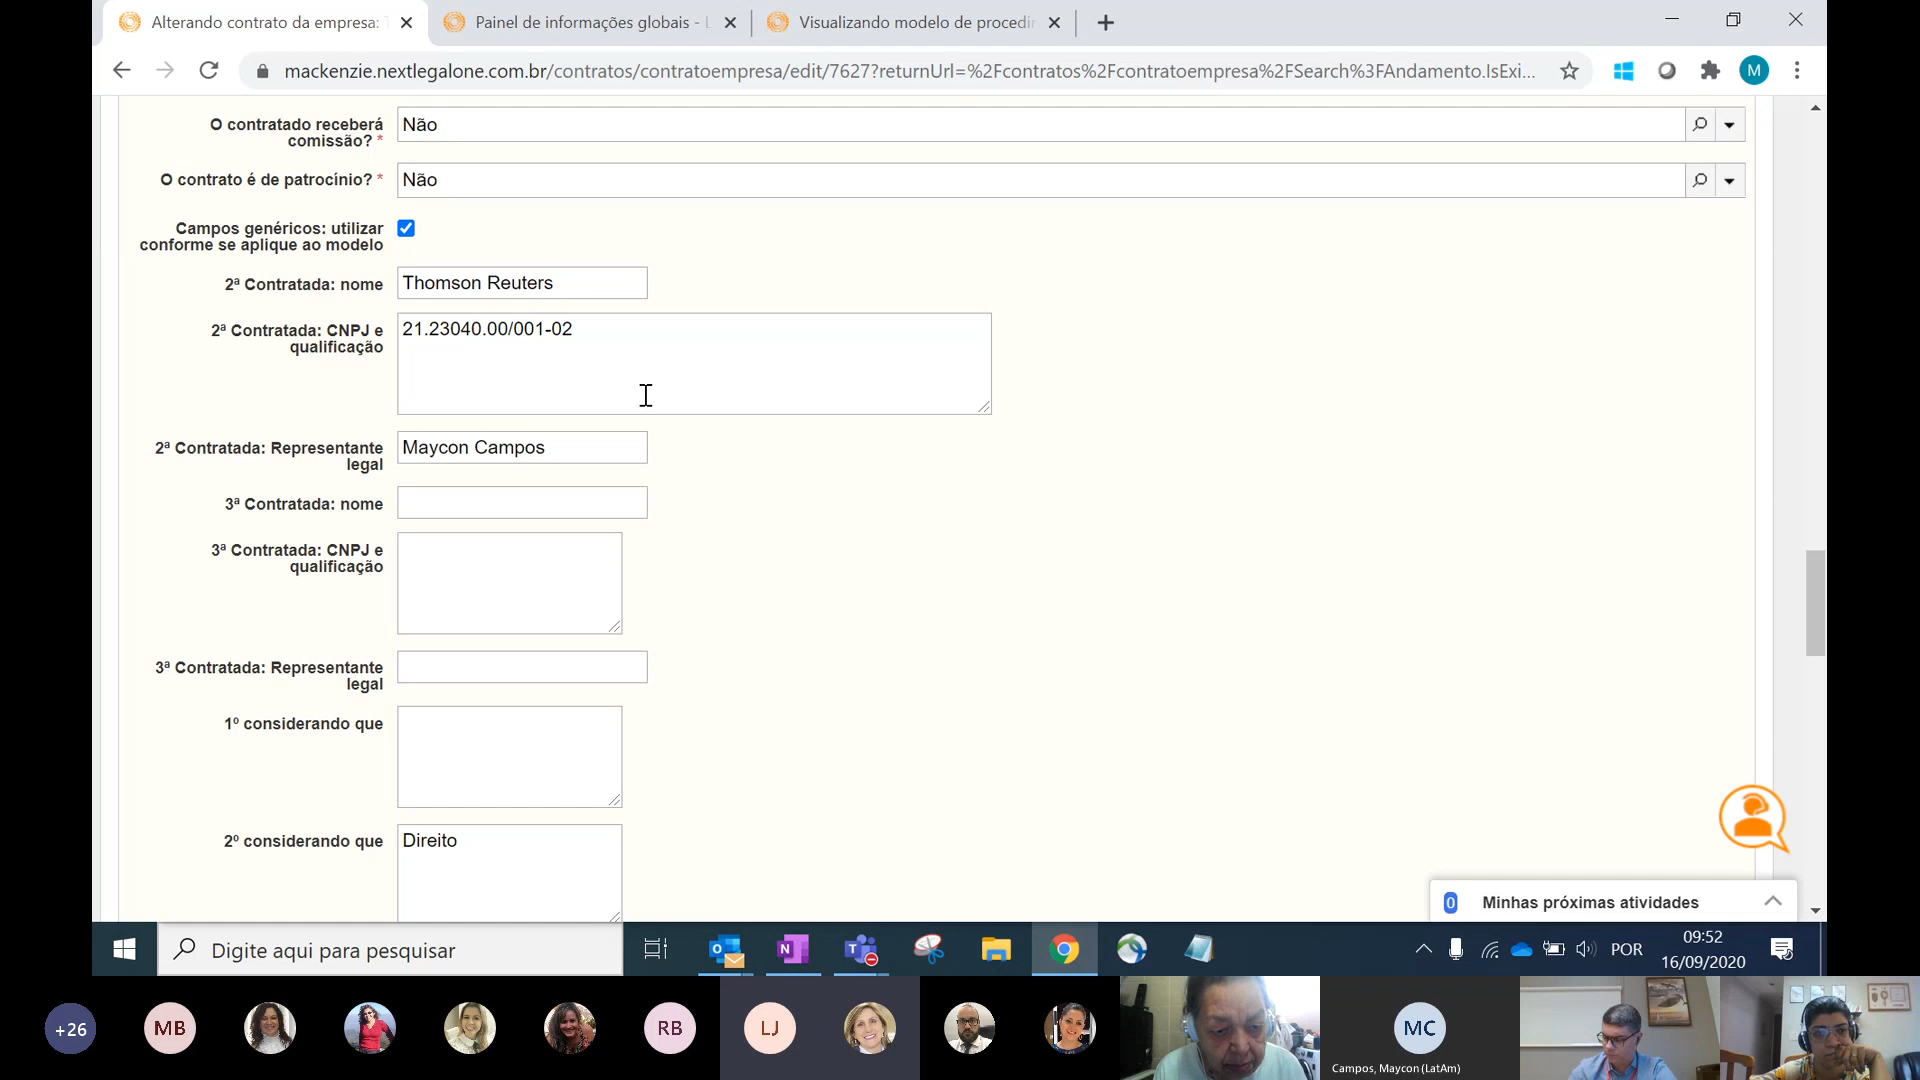 Alterando contrato da empresa: T
Painel de informações globais - L
Visualizando modelo de procedir
mackenzie.nextlegalone.com.br/contratos/contratoempresa/edit/7627?returnUrl=%2Fcontratos%2Fcontratoempresa%2FSearch%3FAndamento.IsExi...
M
O contratado receberá
comissão? *
Não
O contrato é de patrocínio? *
Não
Campos genéricos: utilizar
conforme se aplique ao modelo
2ª Contratada: nome
Thomson Reuters
2ª Contratada: CNPJ e
qualificação
21.23040.00/001-02
2ª Contratada: Representante
legal
Maycon Campos
3ª Contratada: nome
3ª Contratada: CNPJ e
qualificação
3ª Contratada: Representante
legal
1º considerando que
2º considerando que
Direito
0 Minhas próximas atividades
Digite aqui para pesquisar
POR
09:52
16/09/2020
+26
MB
RB
LJ
MC
Campos, Maycon (LatAm)